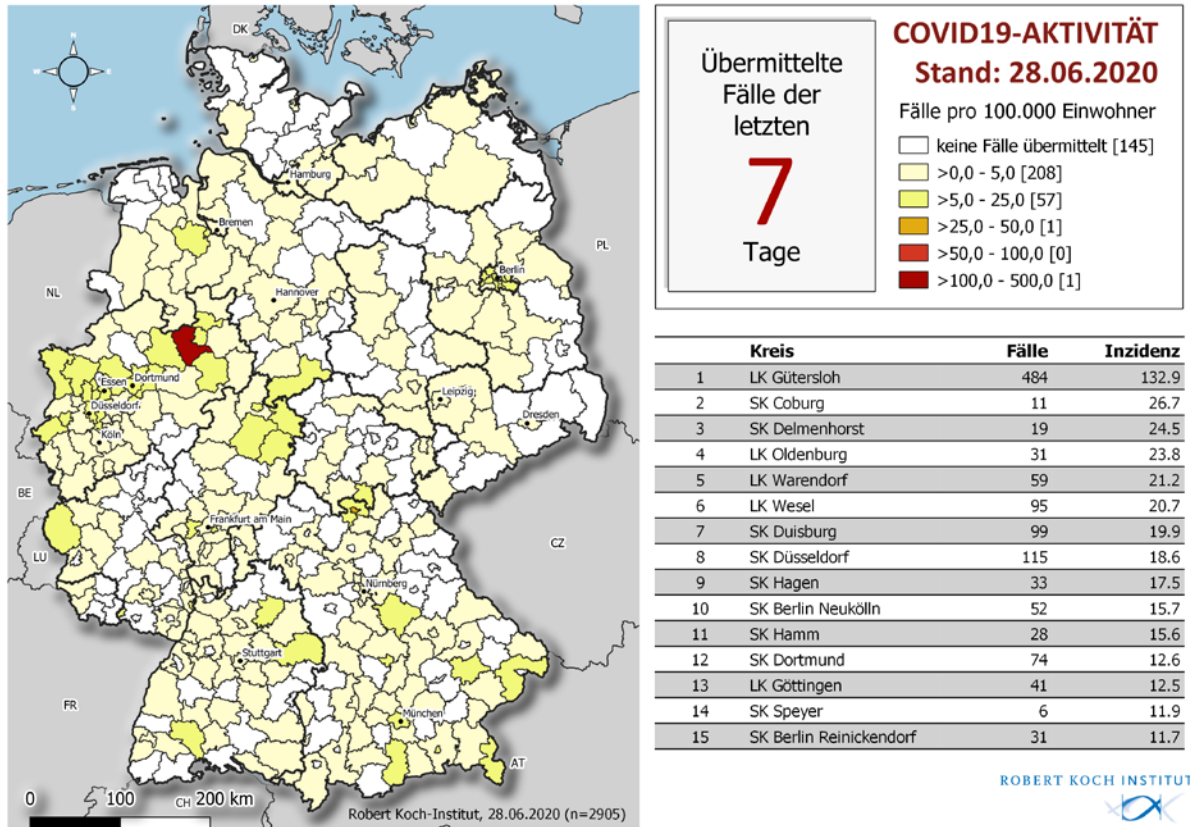 DK
N
W
E
S
Hamburg
Bremen
PL
Berlin
NL
Hannover
Essen
Dortmund
Düsseldorf
Leipzig
Dresden
Köln
BE
Frankfurt am Main
LU
CZ
Nürnberg
Stuttgart
FR
München
AT
0 100 200 km
CH
Robert Koch-Institut, 28.06.2020 (n=2905)
Übermittelte
Fälle der
letzten
7
Tage
COVID19-AKTIVITÄT
Stand: 28.06.2020
Fälle pro 100.000 Einwohner
keine Fälle übermittelt [145]
>0,0 - 5,0 [208]
>5,0 - 25,0 [57]
>25,0 - 50,0 [1]
>50,0 - 100,0 [0]
>100,0 - 500,0 [1]
Kreis Fälle Inzidenz
1 LK Gütersloh 484 132.9
2 SK Coburg 11 26.7
3 SK Delmenhorst 19 24.5
4 LK Oldenburg 31 23.8
5 LK Warendorf 59 21.2
6 LK Wesel 95 20.7
7 SK Duisburg 99 19.9
8 SK Düsseldorf 115 18.6
9 SK Hagen 33 17.5
10 SK Berlin Neukölln 52 15.7
11 SK Hamm 28 15.6
12 SK Dortmund 74 12.6
13 LK Göttingen 41 12.5
14 SK Speyer 6 11.9
15 SK Berlin Reinickendorf 31 11.7
ROBERT KOCH INSTITUT